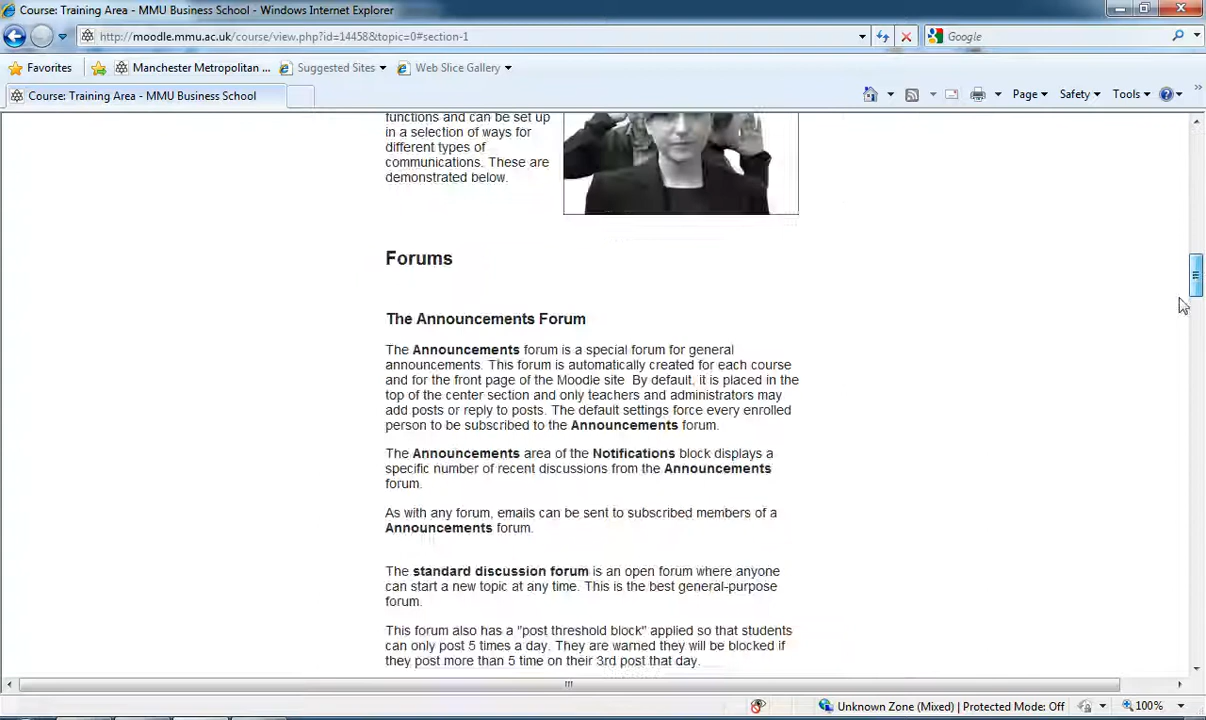 Course: Training Area - MMU Business School - Windows Internet Explorer
http://moodle.mmu.ac.uk/course/view.php?id=14458&topic=0#section-1
Google
Favorites
Manchester Metropolitan ...
Suggested Sites
Web Slice Gallery
Course: Training Area - MMU Business School
Page
Safety
Tools
functions and can be set up
in a selection of ways for
different types of
communications. These are
demonstrated below.
Forums
The Announcements Forum
The Announcements forum is a special forum for general
announcements. This forum is automatically created for each course
and for the front page of the Moodle site By default, it is placed in the
top of the center section and only teachers and administrators may
add posts or reply to posts. The default settings force every enrolled
person to be subscribed to the Announcements forum.
The Announcements area of the Notifications block displays a
specific number of recent discussions from the Announcements
forum.
As with any forum, emails can be sent to subscribed members of a
Announcements forum.
The standard discussion forum is an open forum where anyone
can start a new topic at any time. This is the best general-purpose
forum.
This forum also has a "post threshold block" applied so that students
can only post 5 times a day. They are warned they will be blocked if
they post more than 5 time on their 3rd post that day.
Unknown Zone (Mixed) | Protected Mode: Off
100%